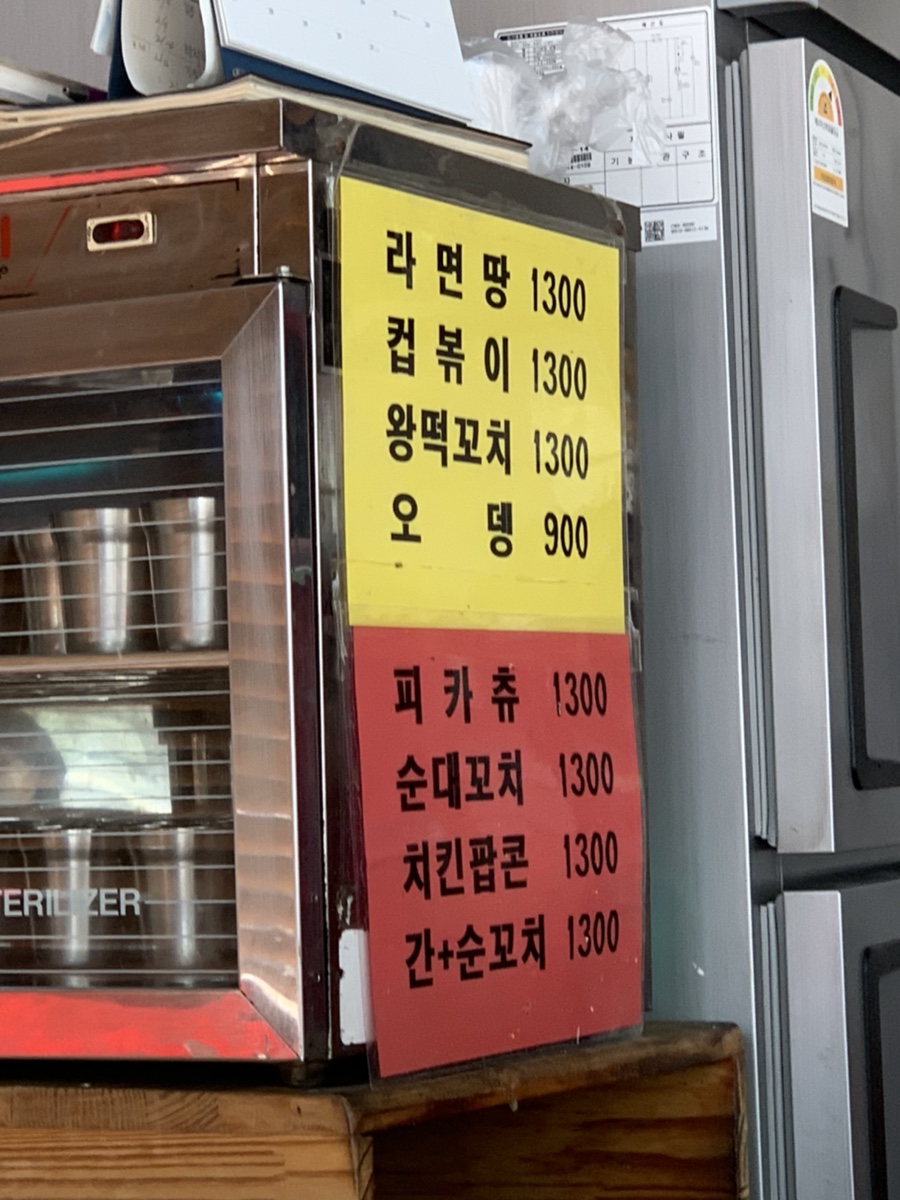 라면땅 1300
컵볶이 1300
왕떡꼬치 1300
오뎅 900
피카츄 1300
순대꼬치 1300
치킨팝콘 1300
간+순꼬치 1300